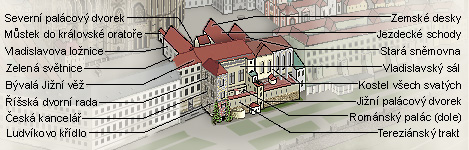 Severní palácový dvorek
Můstek do královské oratoře
Vladislavova ložnice
Zelená světnice
Bývalá Jižní věž
Říšská dvorní rada
Česká kancelář
Ludvíkovo křídlo
Zemské desky
Jezdecké schody
Stará sněmovna
Vladislavský sál
Kostel všech svatých
Jižní palácový dvorek
Románský palác (dole)
Tereziánský trakt